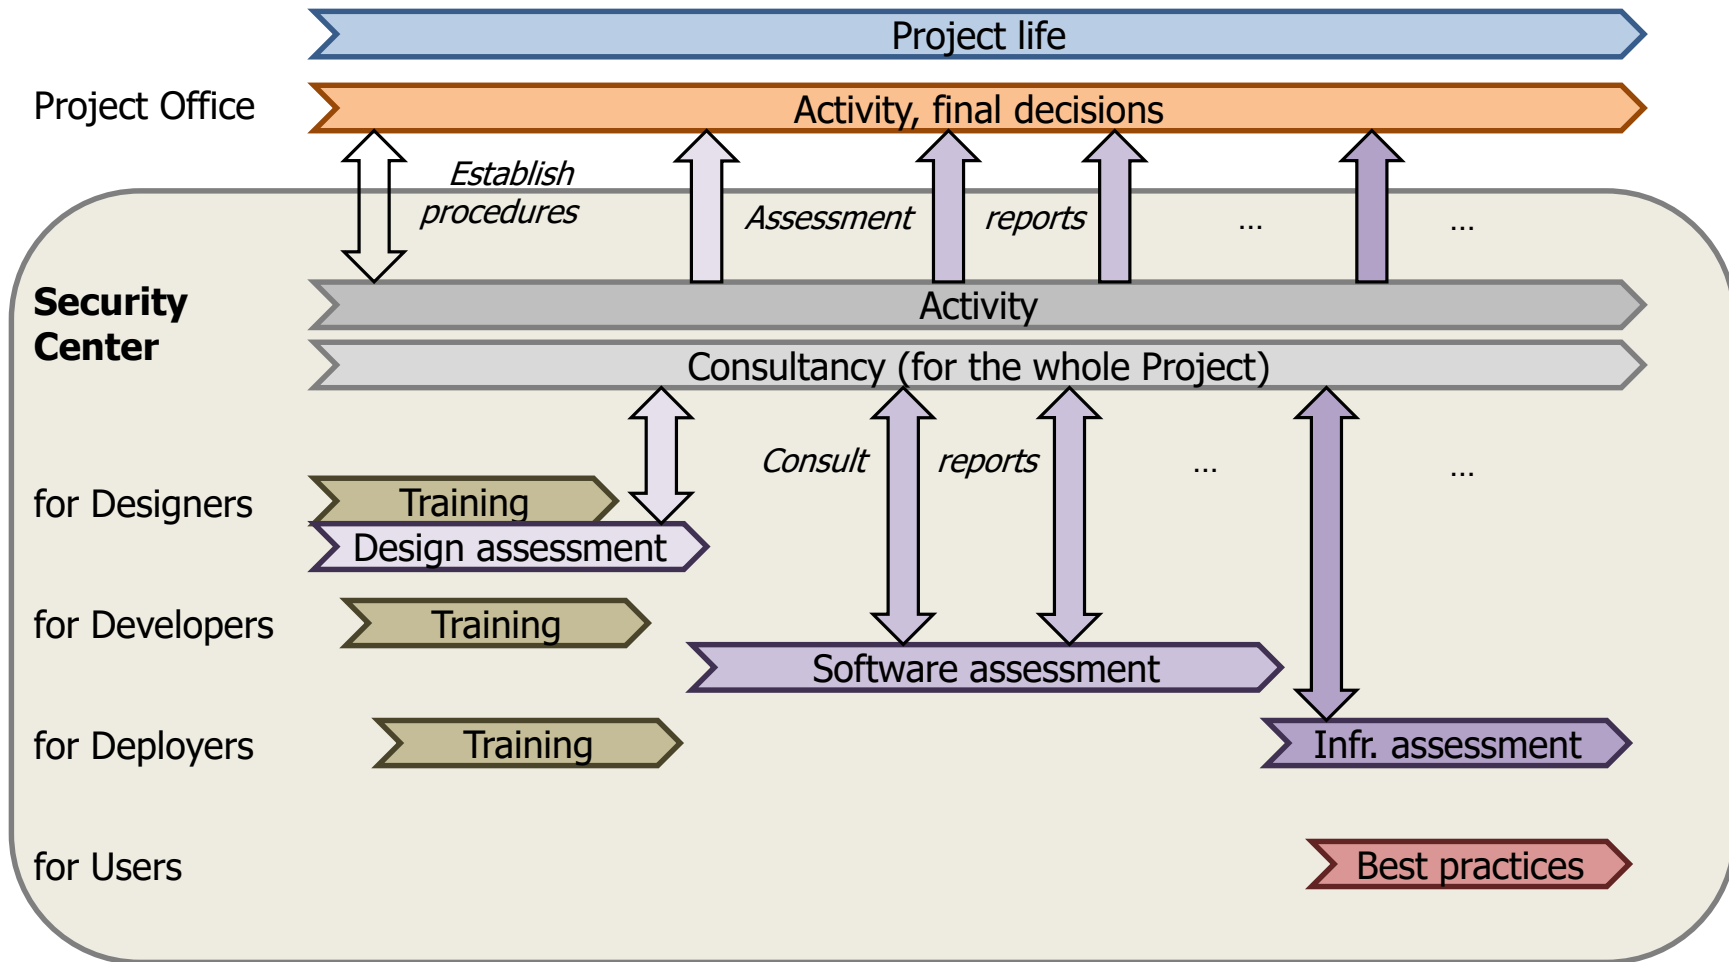 Project life
Project Office
Activity, final decisions
Establish
procedures
Assessment
reports
...
...
Security
Center
Activity
Consultancy (for the whole Project)
Consult
reports
...
...
for Designers
Training
Design assessment
for Developers
Training
Software assessment
for Deployers
Training
Infr. assessment
for Users
Best practices